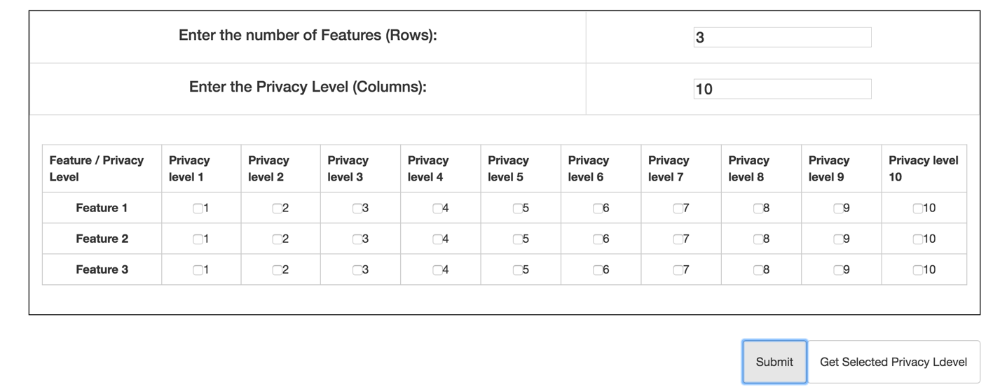 Enter the number of Features (Rows): 3
Enter the Privacy Level (Columns): 10
Feature / Privacy Level Privacy level 1 Privacy level 2 Privacy level 3 Privacy level 4 Privacy level 5 Privacy level 6 Privacy level 7 Privacy level 8 Privacy level 9 Privacy level 10
Feature 1 1 2 3 4 5 6 7 8 9 10
Feature 2 1 2 3 4 5 6 7 8 9 10
Feature 3 1 2 3 4 5 6 7 8 9 10
Submit Get Selected Privacy Ldevel